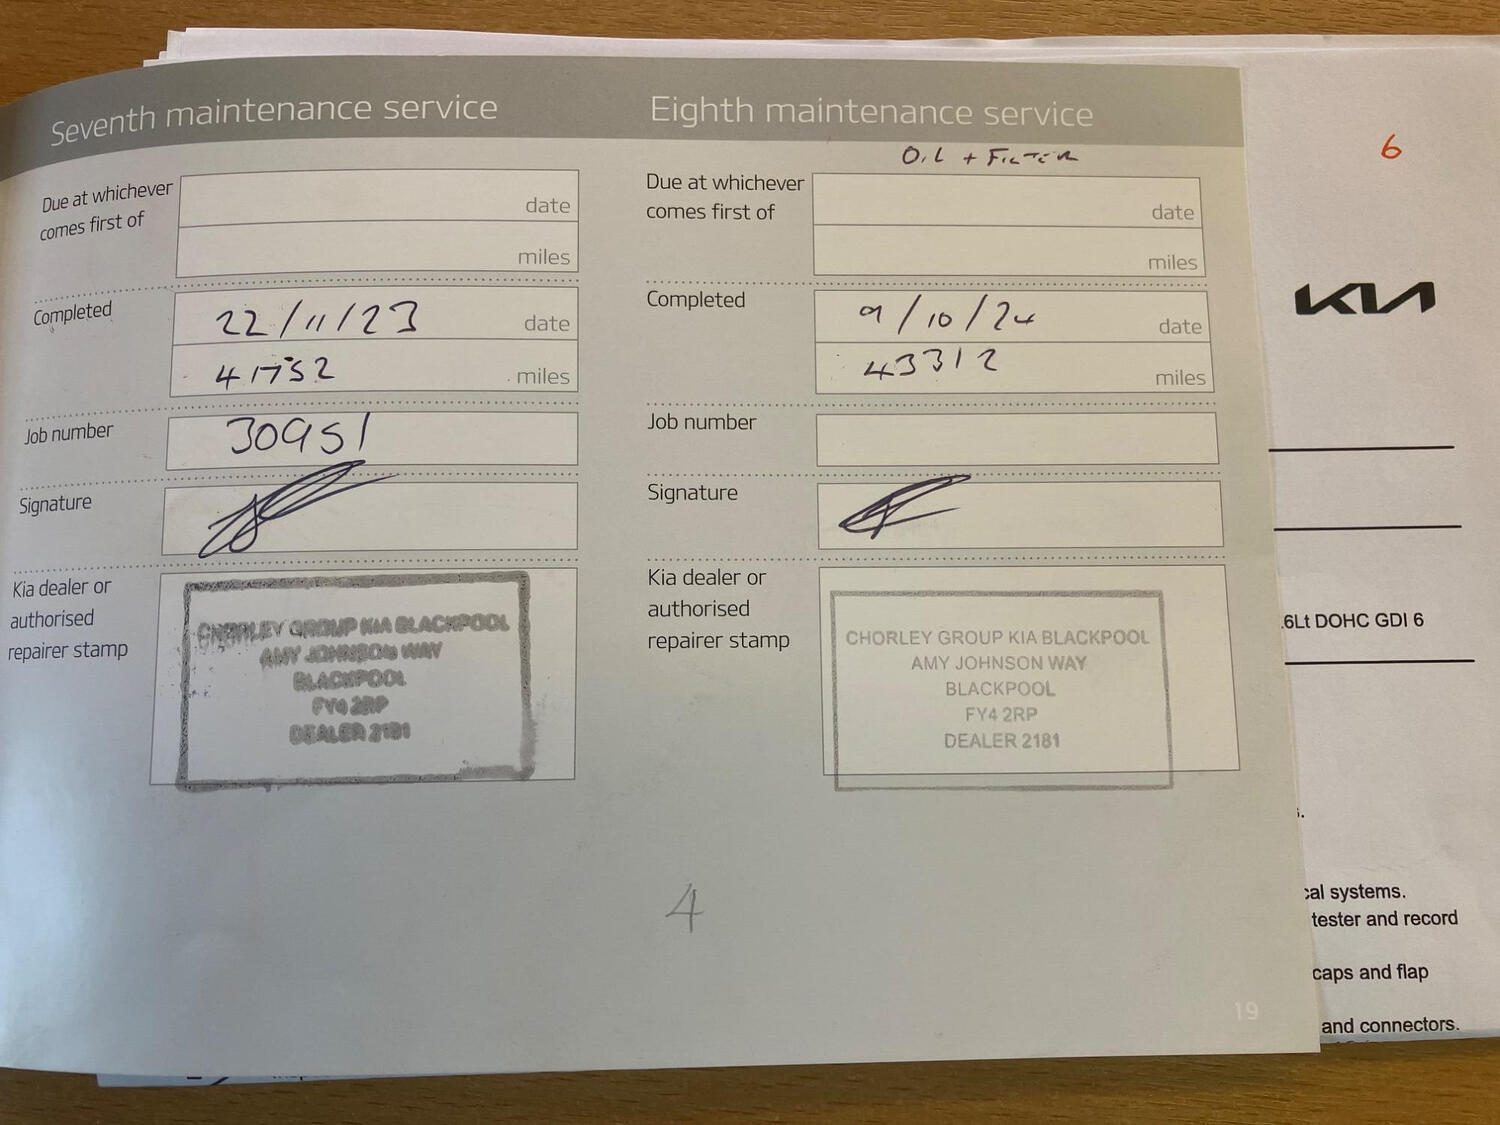 Seventh maintenance service
Due at whichever
comes first of
date
miles
Completed
22/11/23 date
41752 miles
Job number
30951
Signature
Kia dealer or
authorised
repairer stamp
CHORLEY GROUP KIA BLACKPOOL
AMY JOHNSON WAY
BLACKPOOL
FY4 2RP
DEALER 2181
Eighth maintenance service
OIL + FILTER
Due at whichever
comes first of
date
miles
Completed
9/10/24 date
43312 miles
Job number
Signature
Kia dealer or
authorised
repairer stamp
CHORLEY GROUP KIA BLACKPOOL
AMY JOHNSON WAY
BLACKPOOL
FY4 2RP
DEALER 2181
4
19
6
KIA
.6Lt DOHC GDI 6
s.
cal systems.
tester and record
caps and flap
and connectors.